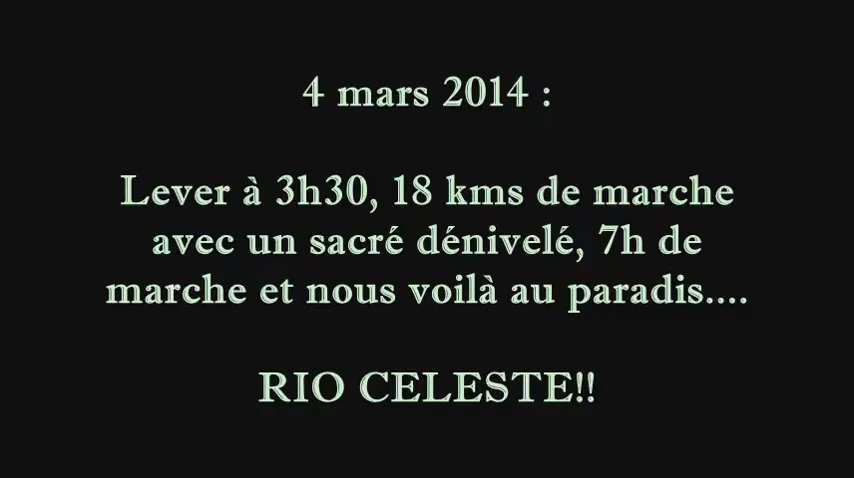 4 mars 2014 :
Lever à 3h30, 18 kms de marche
avec un sacré dénivelé, 7h de
marche et nous voilà au paradis....
RIO CELESTE!!